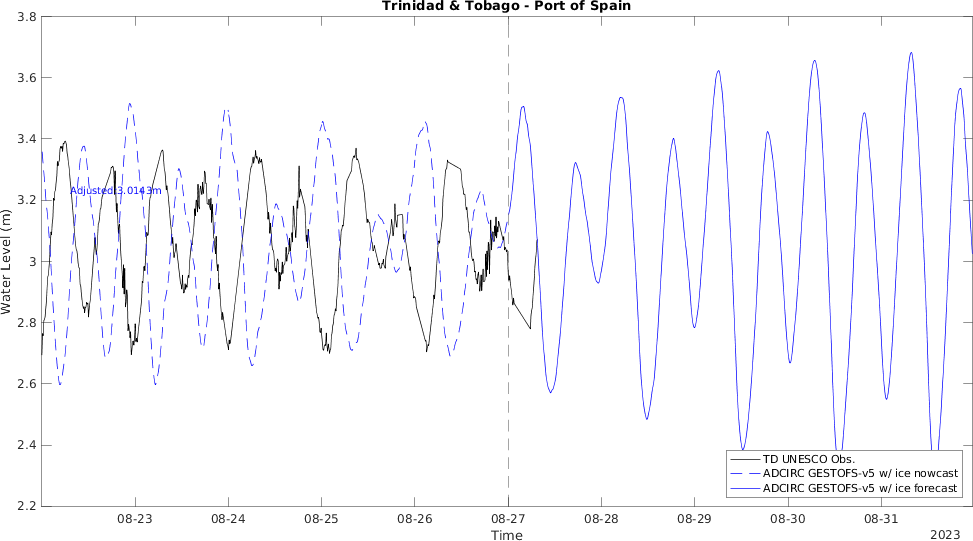 Trinidad & Tobago - Port of Spain
3.8
3.6
3.4
3.2
3
2.8
2.6
2.4
2.2
Water Level (m)
Adjusted:3.0143m
TD UNESCO Obs.
ADCIRC GESTOFS-v5 w/ ice nowcast
ADCIRC GESTOFS-v5 w/ ice forecast
08-23
08-24
08-25
08-26
08-27
08-28
08-29
08-30
08-31
Time
2023